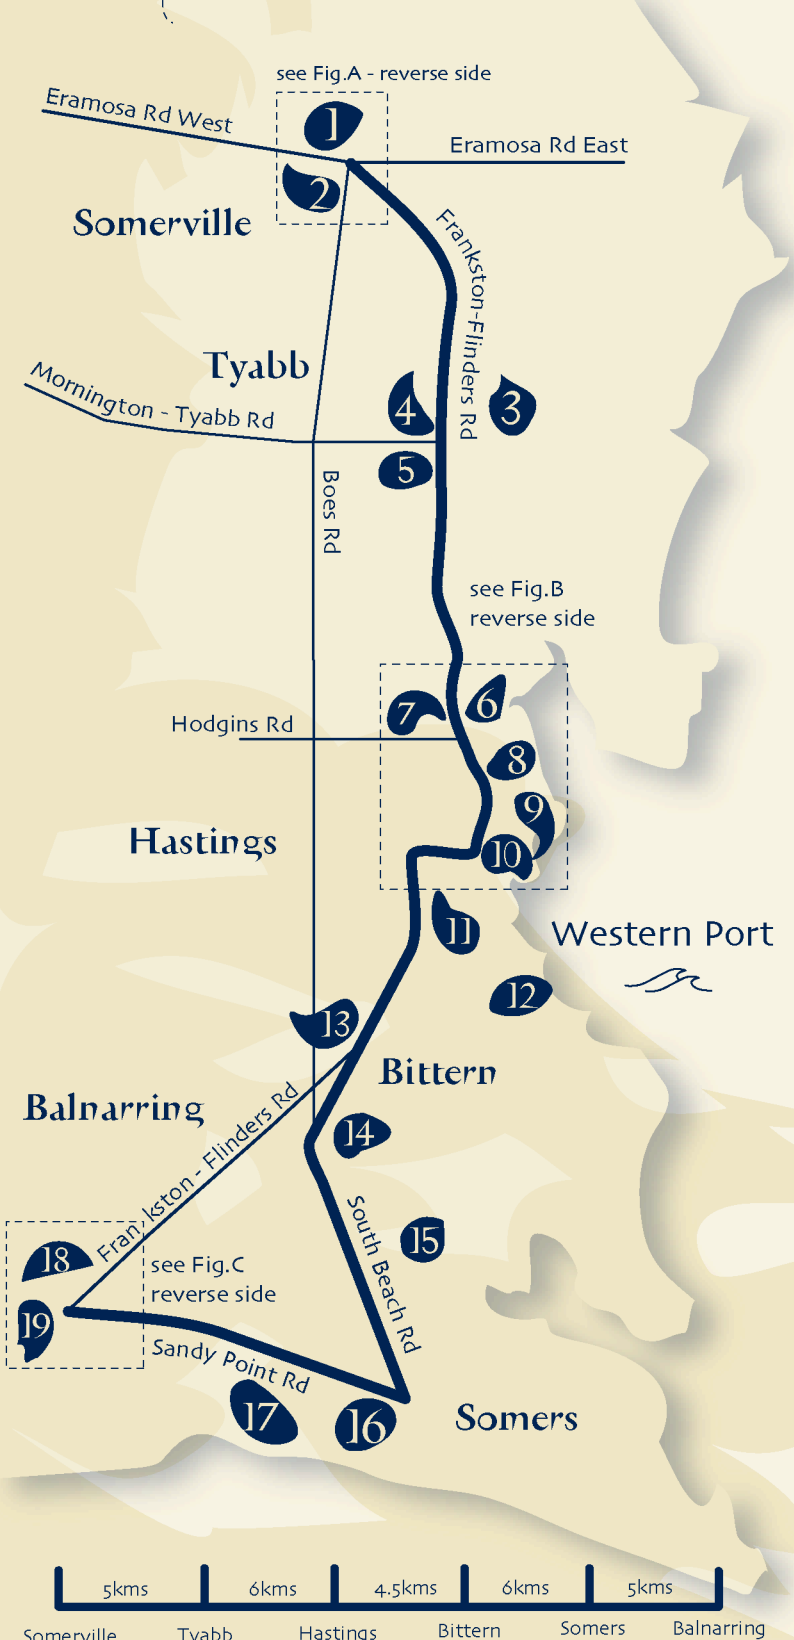 see Fig.A - reverse side
Eramosa Rd West
1
Eramosa Rd East
2
Somerville
Frankston-Flinders Rd
Tyabb
Mornington - Tyabb Rd
4
3
5
Boes Rd
see Fig.B
reverse side
7
6
Hodgins Rd
8
9
Hastings
10
11
Western Port
12
13
Bittern
Balnarring
Frankston - Flinders Rd
14
South Beach Rd
15
18
see Fig.C
reverse side
19
Sandy Point Rd
17
16
Somers
5kms
6kms
4.5kms
6kms
5kms
Somerville
Tyabb
Hastings
Bittern
Somers
Balnarring